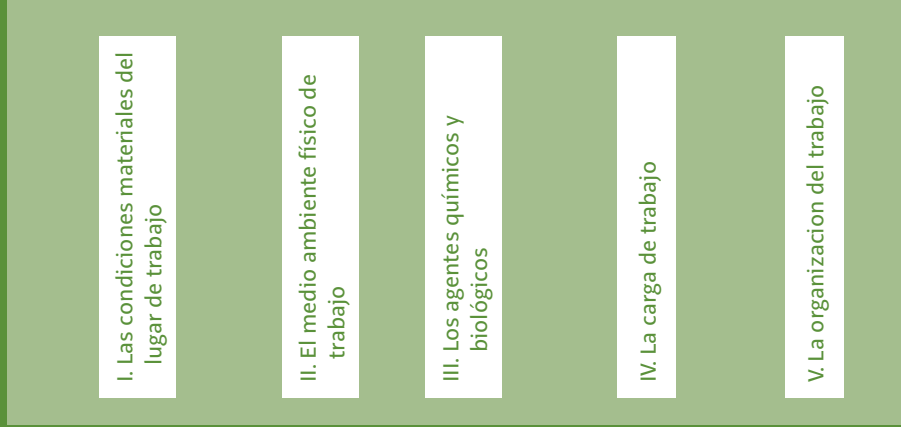 I. Las condiciones materiales del
lugar de trabajo
II. El medio ambiente físico de
trabajo
III. Los agentes químicos y
biológicos
IV. La carga de trabajo
V. La organizacion del trabajo